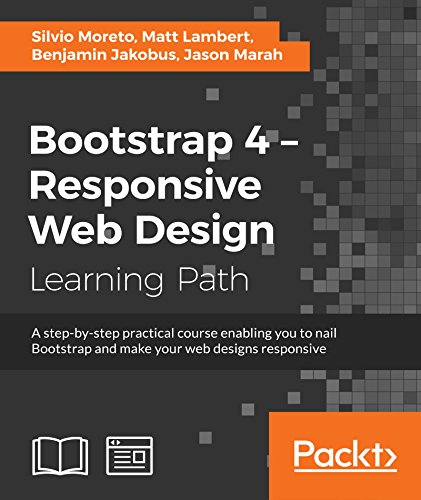 Silvio Moreto, Matt Lambert,
Benjamin Jakobus, Jason Marah
Bootstrap 4 –
Responsive
Web Design
Learning Path
A step-by-step practical course enabling you to nail
Bootstrap and make your web designs responsive
Packt>